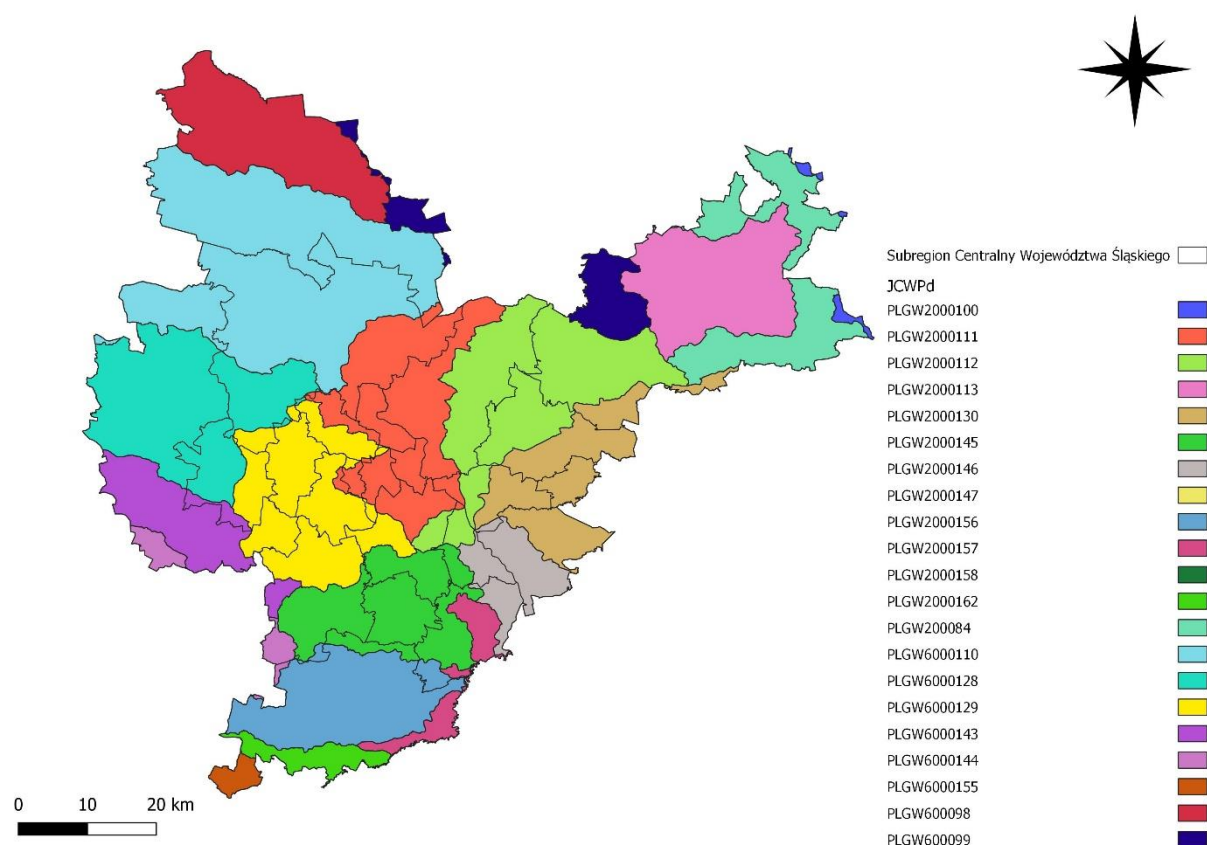 Subregion Centralny Województwa Śląskiego
JCWPd
PLGW2000100
PLGW2000111
PLGW2000112
PLGW2000113
PLGW2000130
PLGW2000145
PLGW2000146
PLGW2000147
PLGW2000156
PLGW2000157
PLGW2000158
PLGW2000162
PLGW200084
PLGW6000110
PLGW6000128
PLGW6000129
PLGW6000143
PLGW6000144
PLGW6000155
PLGW600098
PLGW600099
0 10 20 km